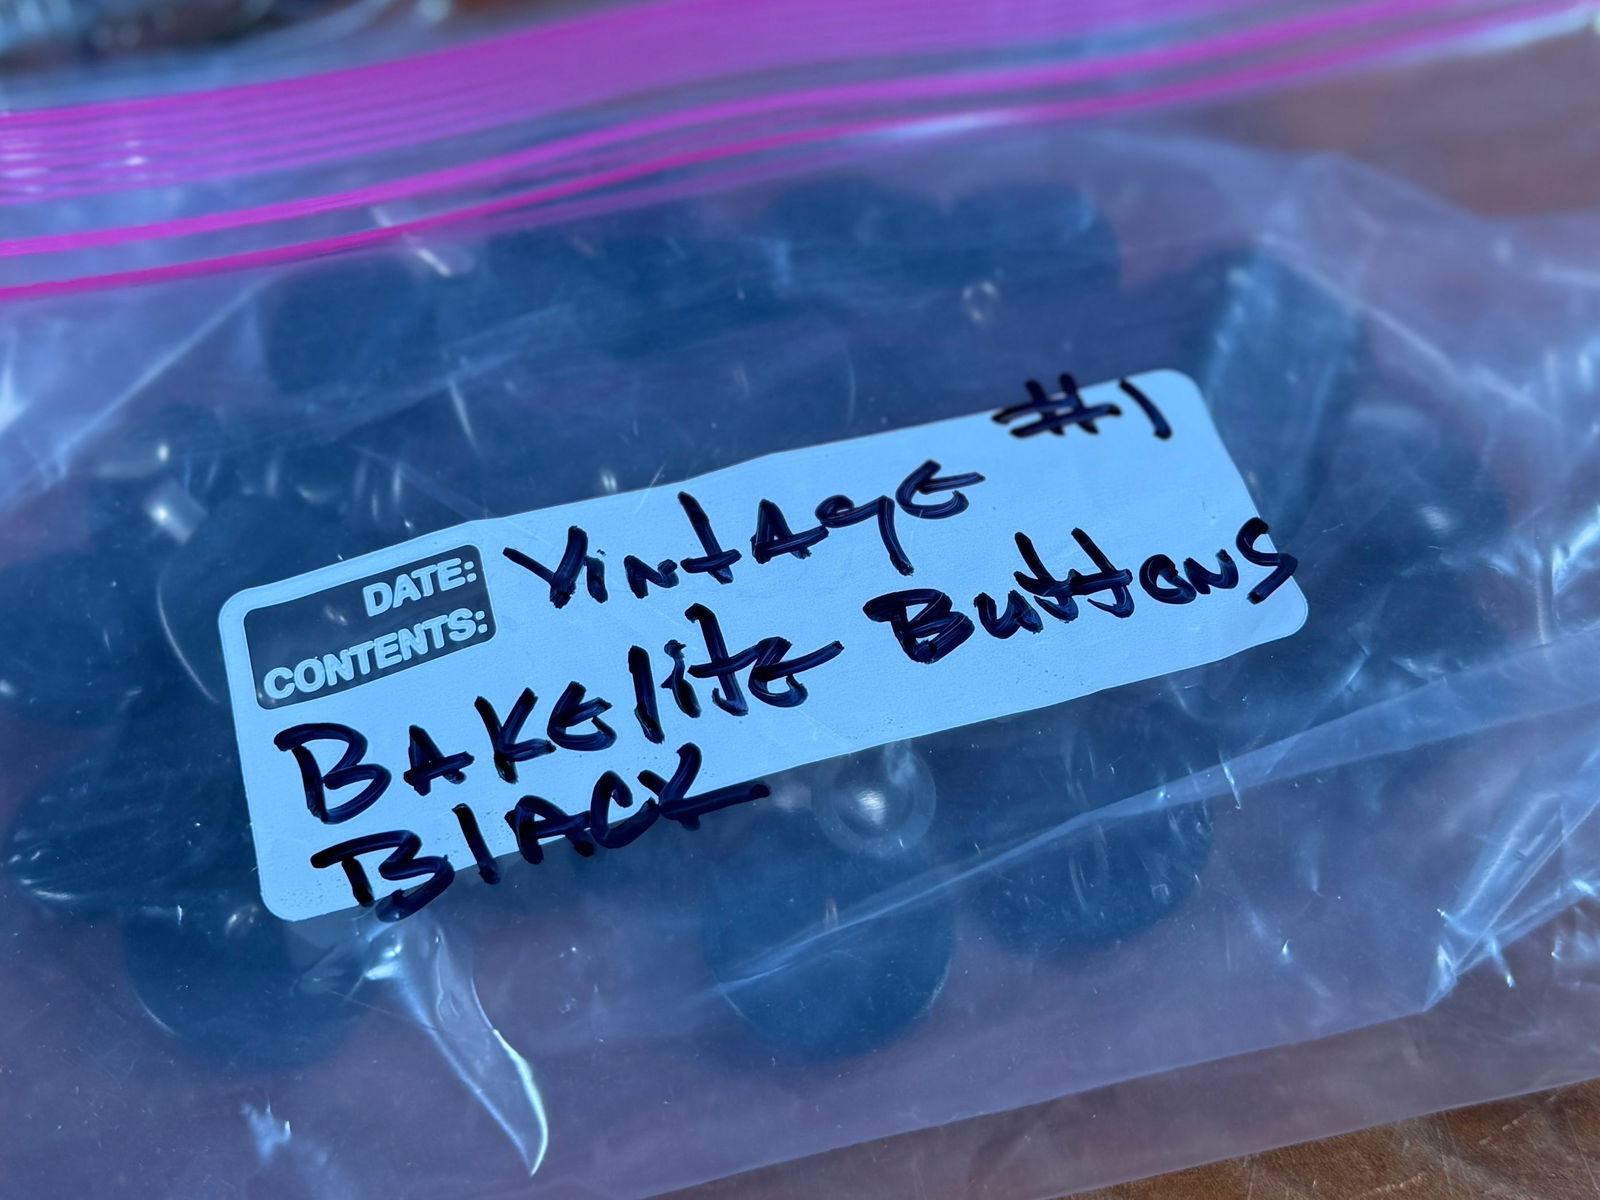 #1
DATE: Vintage
CONTENTS:
Bakelite Buttons
Black